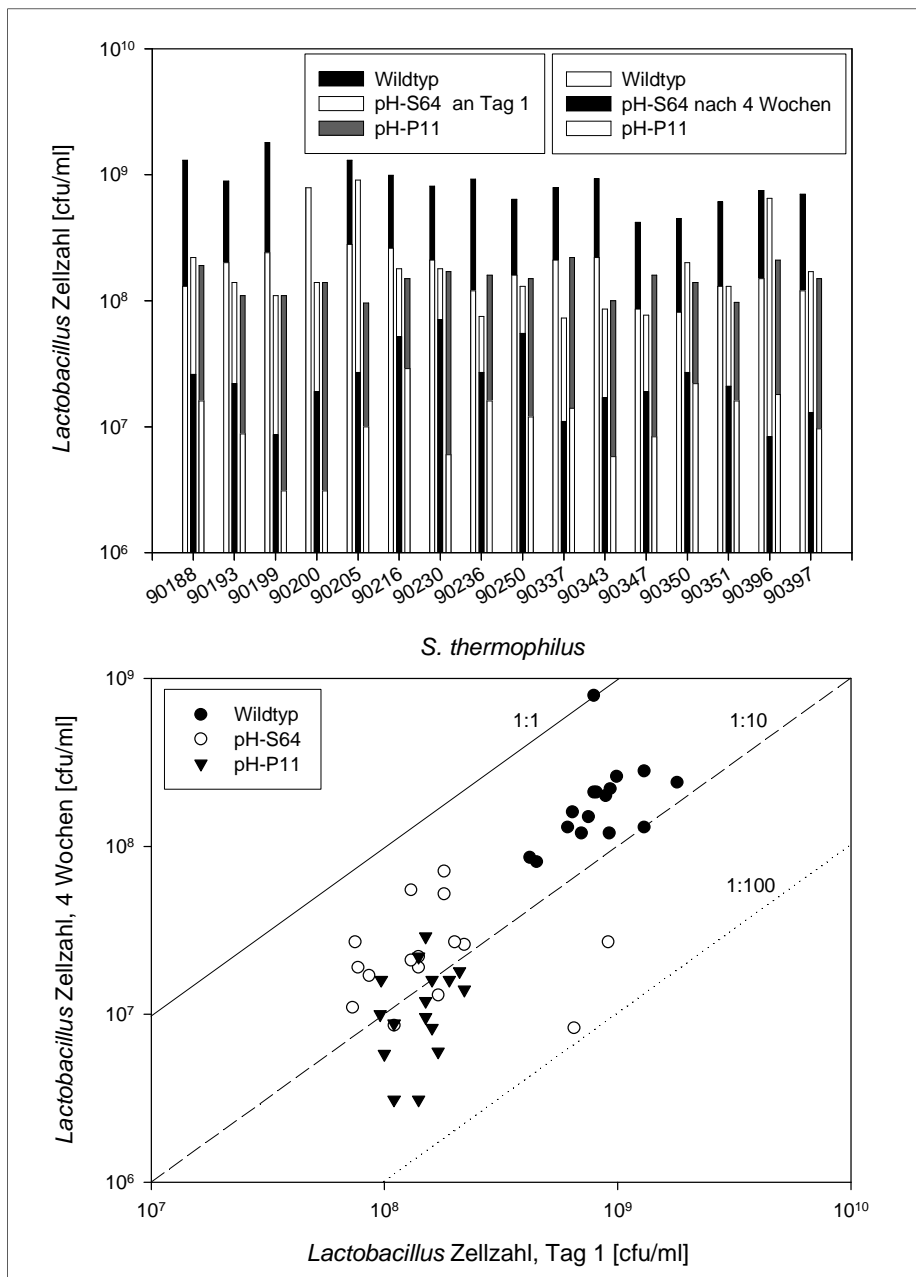 10^10
Wildtyp
pH-S64 an Tag 1
pH-P11
Wildtyp
pH-S64 nach 4 Wochen
pH-P11
10^9
10^8
10^7
10^6
Lactobacillus Zellzahl [cfu/ml]
90188 90193 90199 90200 90205 90216 90230 90236 90250 90337 90343 90347 90350 90351 90396 90397
S. thermophilus
10^9
Wildtyp
pH-S64
pH-P11
1:1
1:10
1:100
10^8
10^7
10^6
Lactobacillus Zellzahl, 4 Wochen [cfu/ml]
10^7 10^8 10^9 10^10
Lactobacillus Zellzahl, Tag 1 [cfu/ml]